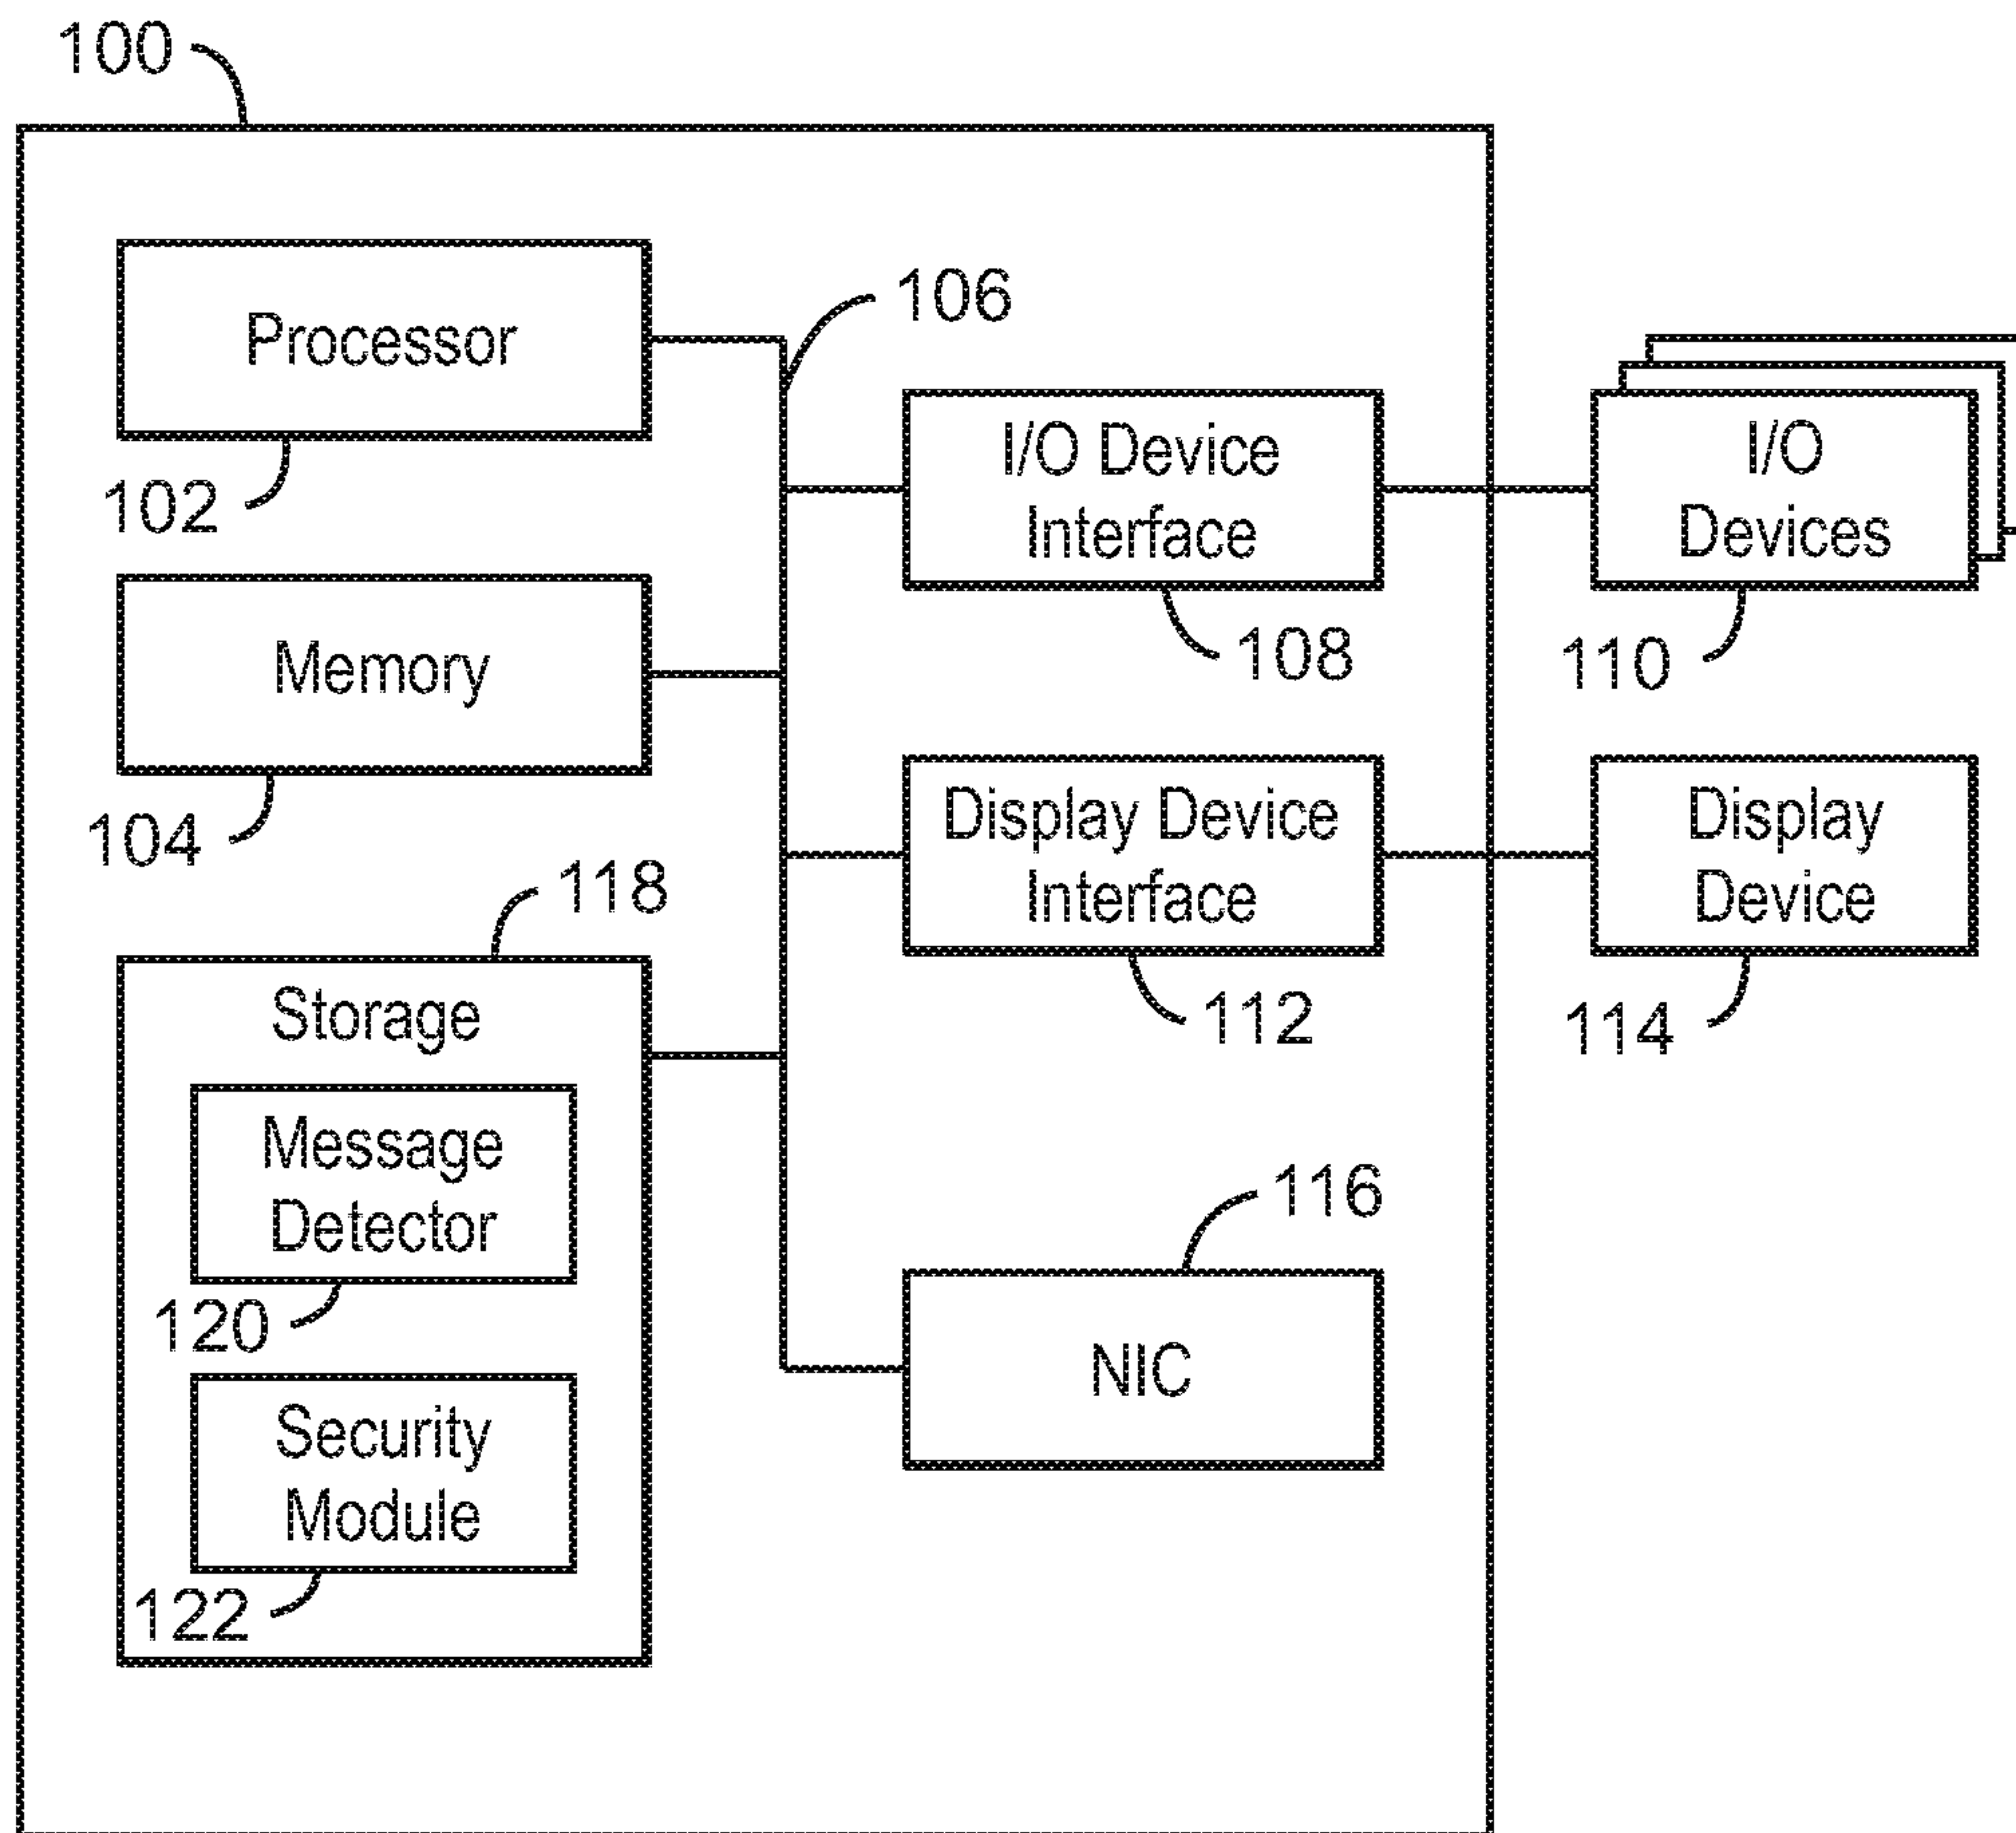 100
Processor
102
106
I/O Device
Interface
108
I/O
Devices
110
Memory
104
Display Device
Interface
112
Display
Device
114
118
Storage
Message
Detector
120
Security
Module
122
116
NIC